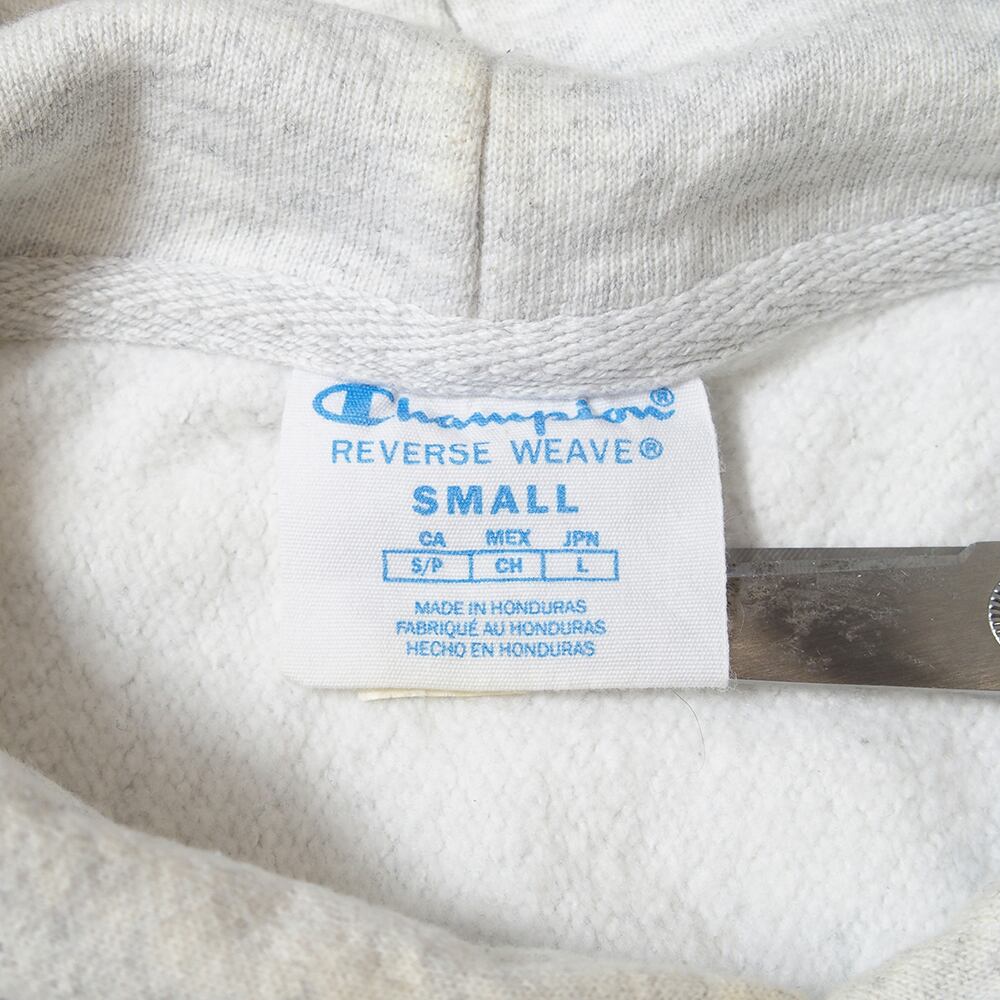 Champion®
REVERSE WEAVE®
SMALL
CA MEX JPN
S/P CH L
MADE IN HONDURAS
FABRIQUÉ AU HONDURAS
HECHO EN HONDURAS